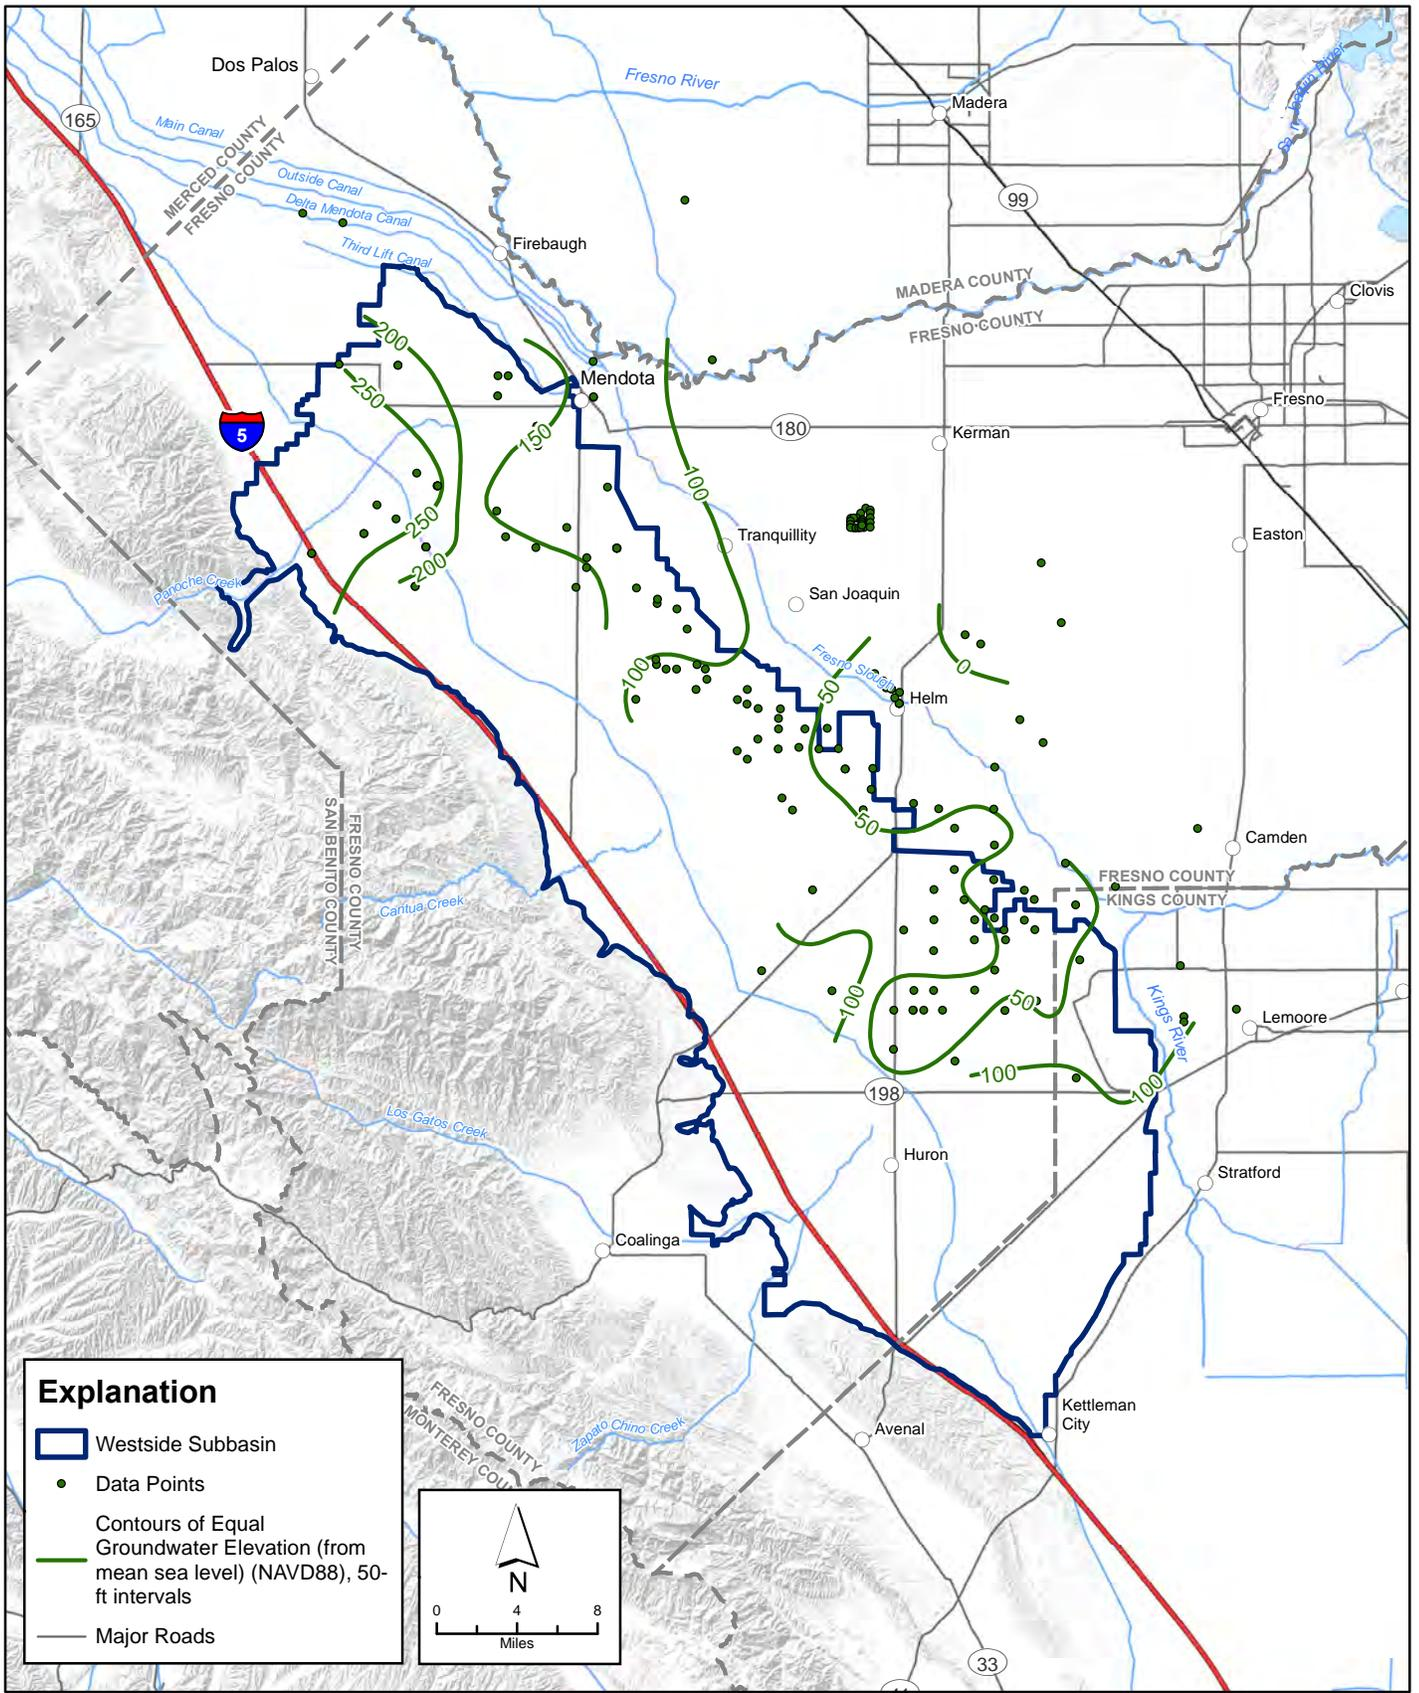 Dos Palos
Fresno River
Madera
San Joaquin River
165
Main Canal
MERCED COUNTY
FRESNO COUNTY
Outside Canal
99
Delta Mendota Canal
Third Lift Canal
Firebaugh
MADERA COUNTY
FRESNO COUNTY
Clovis
200
Mendota
250
5
150
180
Kerman
Fresno
100
250
Tranquillity
Easton
200
Panoche Creek
San Joaquin
Fresno Slough
0
100
50
Helm
50
Camden
SAN BENITO COUNTY
FRESNO COUNTY
FRESNO COUNTY
KINGS COUNTY
Cantua Creek
100
50
Kings River
Lemoore
100
100
198
Los Gatos Creek
Huron
Stratford
Coalinga
Kettleman
City
Avenal
FRESNO COUNTY
MONTEREY COU
Zapato Chino Creek
33
Explanation
Westside Subbasin
Data Points
Contours of Equal
Groundwater Elevation (from
mean sea level) (NAVD88), 50-
ft intervals
Major Roads
N
0 4 8
Miles